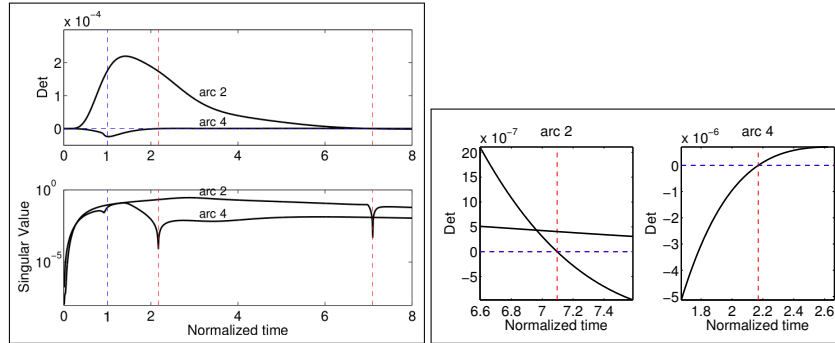 x 10⁻⁴
2
1
0
Det
arc 2
arc 4
0 1 2 4 6 8
10⁰
10⁻⁵
Singular Value
arc 2
arc 4
0 1 2 4 6 8
Normalized time
x 10⁻⁷ arc 2
20
15
10
5
0
-5
Det
6.6 6.8 7 7.2 7.4
Normalized time
x 10⁻⁶ arc 4
0
-1
-2
-3
-4
-5
Det
1.8 2 2.2 2.4 2.6
Normalized time